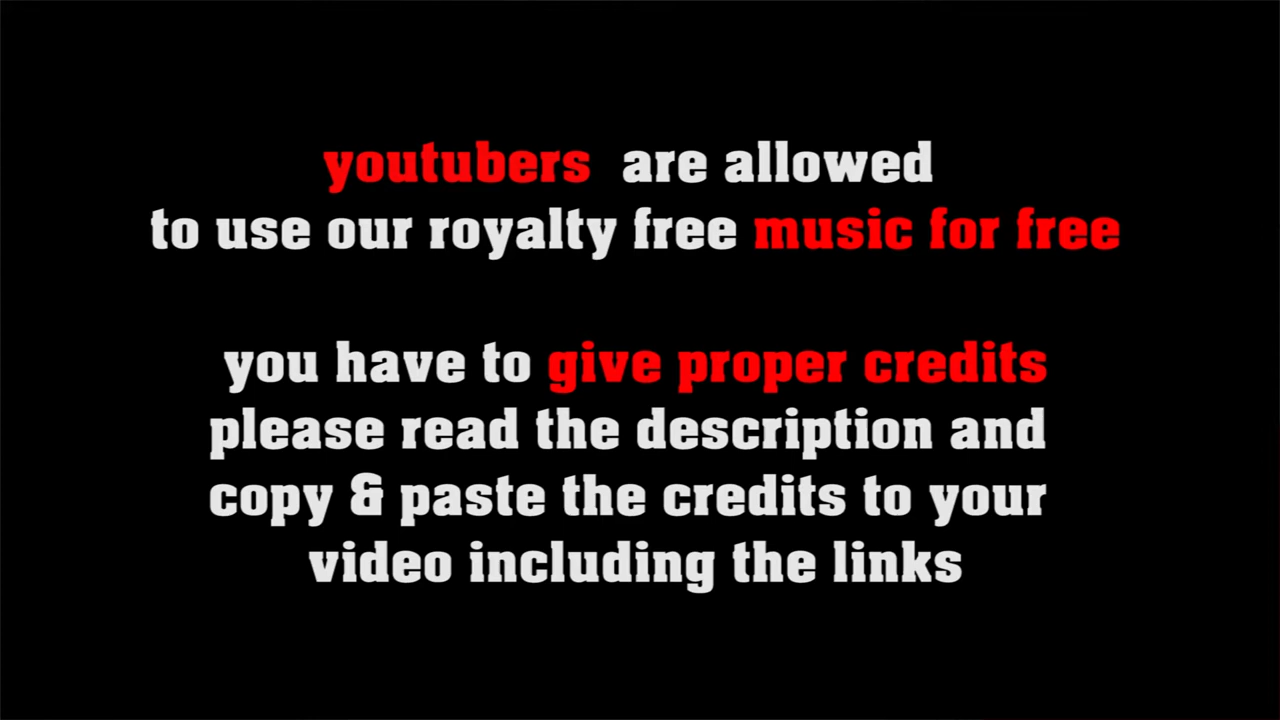 youtubers are allowed
to use our royalty free music for free
you have to give proper credits
please read the description and
copy & paste the credits to your
video including the links